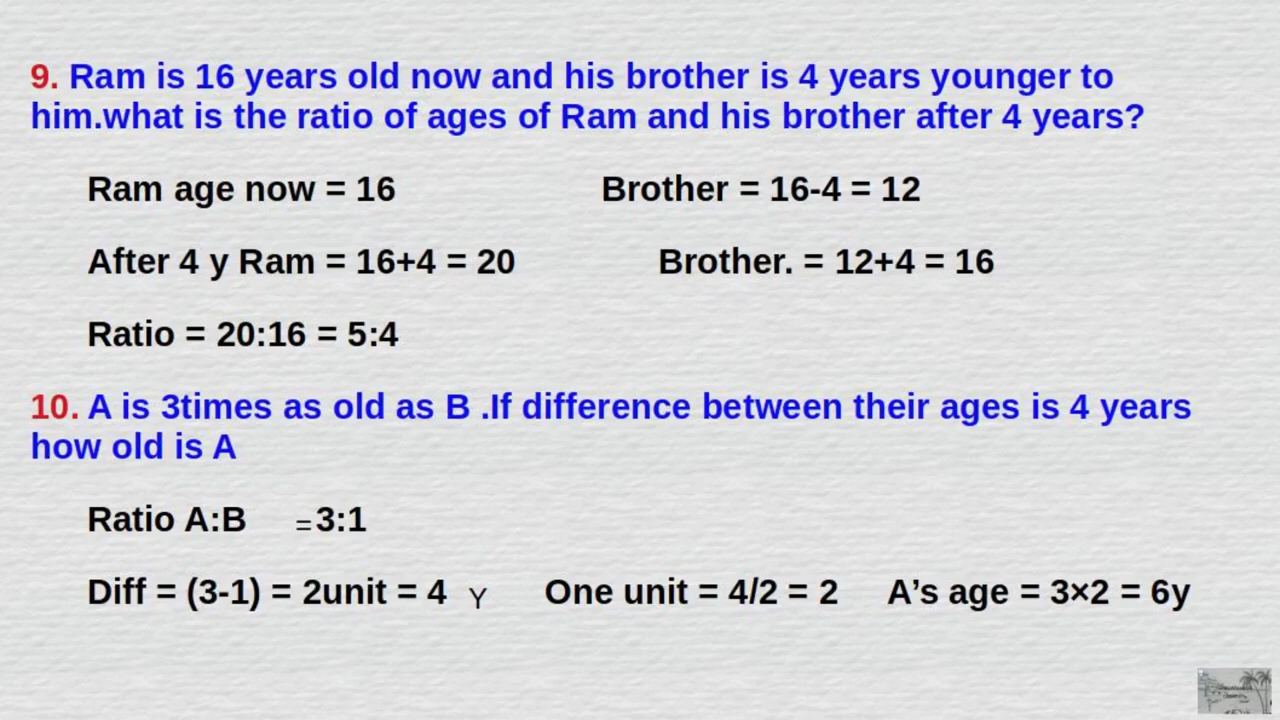 9. Ram is 16 years old now and his brother is 4 years younger to
him.what is the ratio of ages of Ram and his brother after 4 years?
Ram age now = 16 Brother = 16-4 = 12
After 4 y Ram = 16+4 = 20 Brother. = 12+4 = 16
Ratio = 20:16 = 5:4
10. A is 3times as old as B .If difference between their ages is 4 years
how old is A
Ratio A:B = 3:1
Diff = (3-1) = 2unit = 4 Y One unit = 4/2 = 2 A’s age = 3×2 = 6y